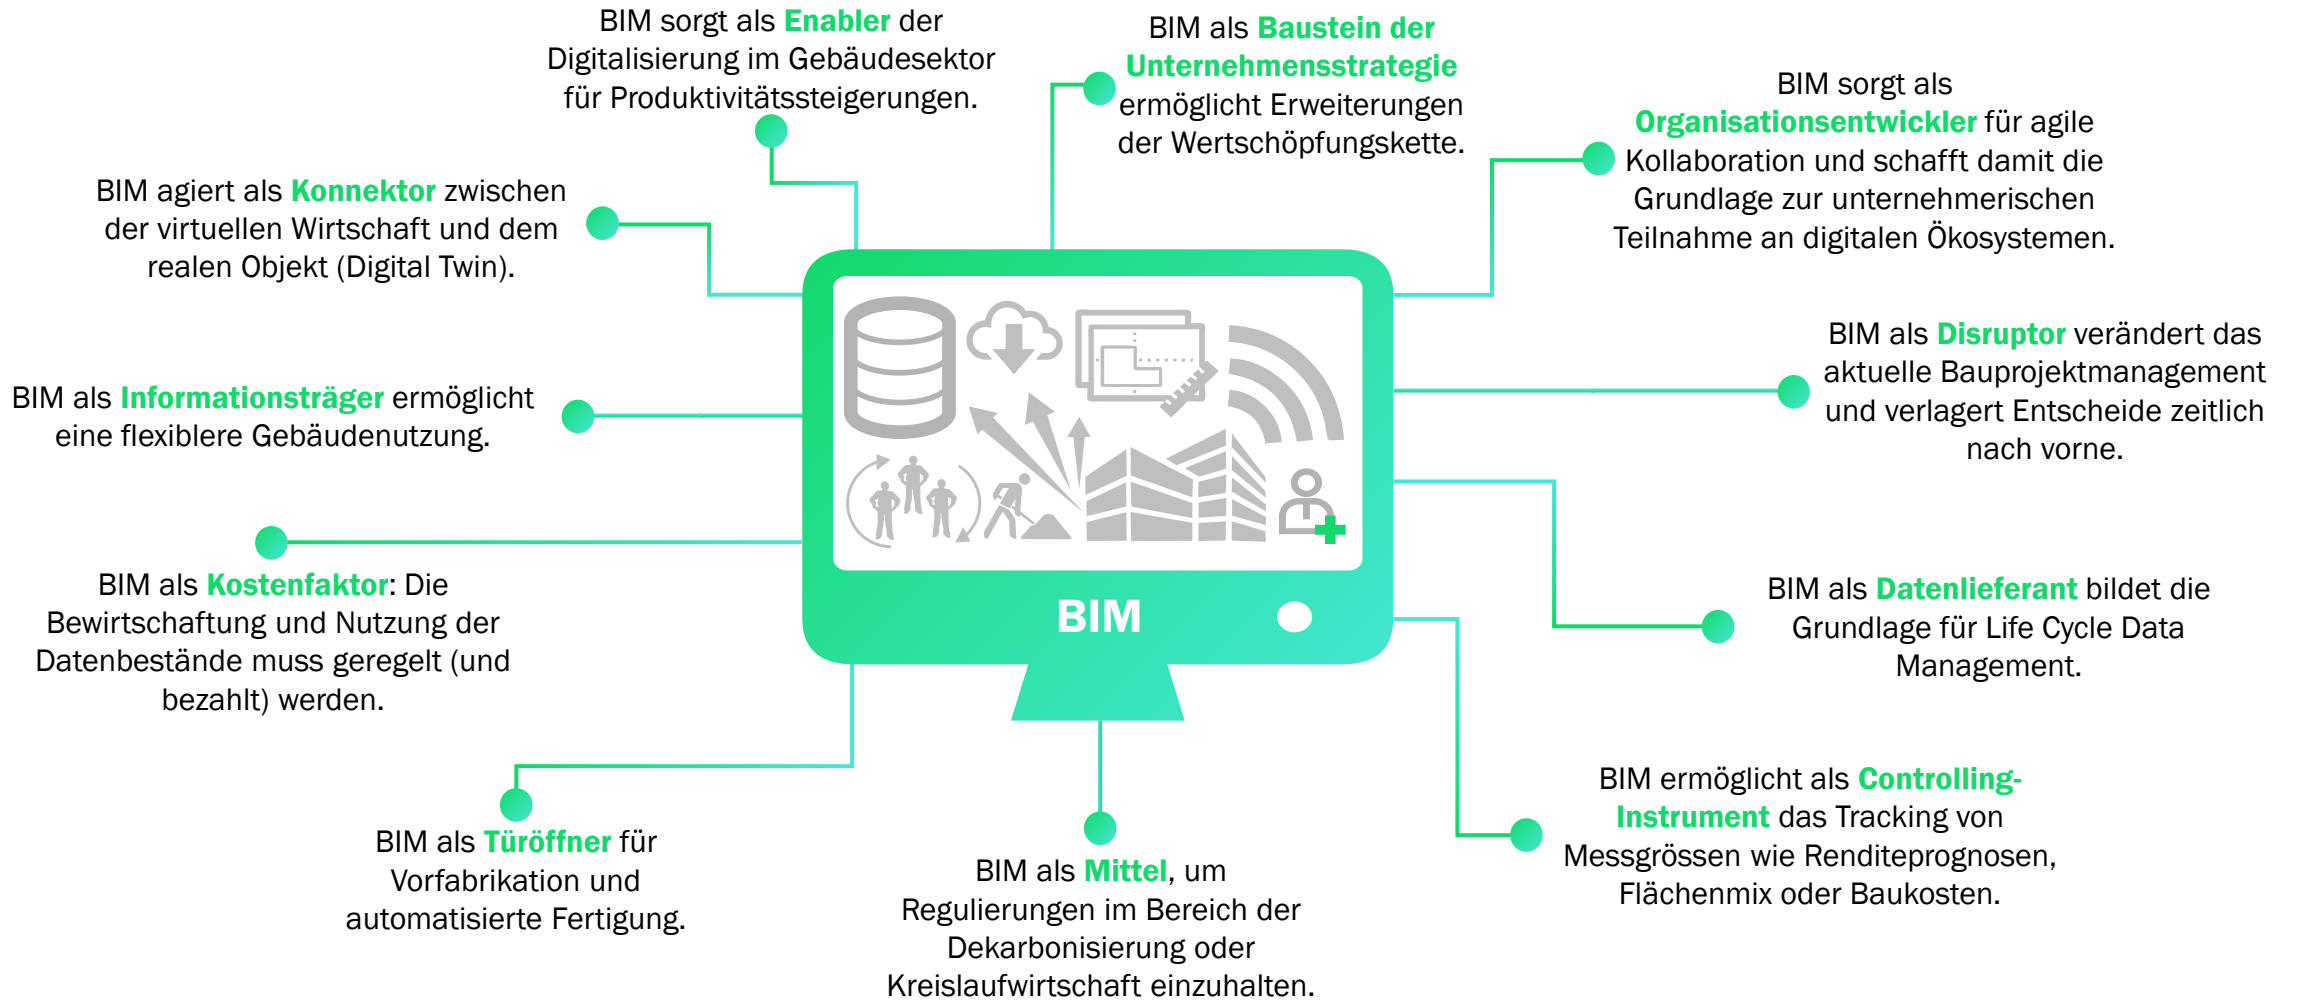 BIM sorgt als Enabler der
Digitalisierung im Gebäudesektor
für Produktivitätssteigerungen.
BIM als Baustein der
Unternehmensstrategie
ermöglicht Erweiterungen
der Wertschöpfungskette.
BIM sorgt als
Organisationsentwickler für agile
Kollaboration und schafft damit die
Grundlage zur unternehmerischen
Teilnahme an digitalen Ökosystemen.
BIM agiert als Konnektor zwischen
der virtuellen Wirtschaft und dem
realen Objekt (Digital Twin).
BIM als Disruptor verändert das
aktuelle Bauprojektmanagement
und verlagert Entscheide zeitlich
nach vorne.
BIM als Informationsträger ermöglicht
eine flexiblere Gebäudenutzung.
BIM als Kostenfaktor: Die
Bewirtschaftung und Nutzung der
Datenbestände muss geregelt (und
bezahlt) werden.
BIM
BIM als Datenlieferant bildet die
Grundlage für Life Cycle Data
Management.
BIM ermöglicht als Controlling-
Instrument das Tracking von
Messgrössen wie Renditeprognosen,
Flächenmix oder Baukosten.
BIM als Türöffner für
Vorfabrikation und
automatisierte Fertigung.
BIM als Mittel, um
Regulierungen im Bereich der
Dekarbonisierung oder
Kreislaufwirtschaft einzuhalten.